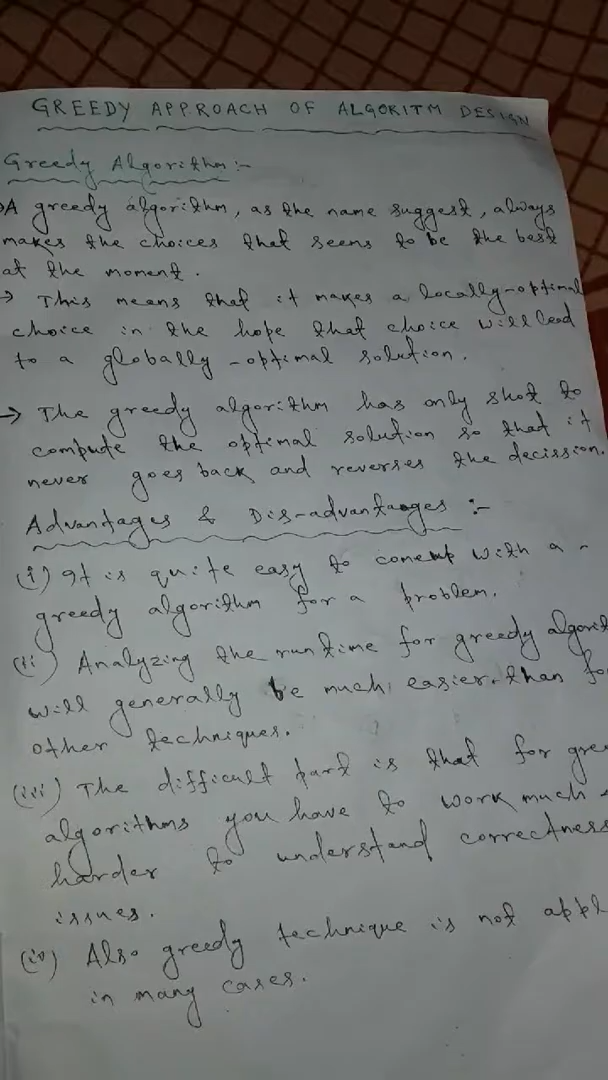 GREEDY APPROACH OF ALGORITM DESIGN
Greedy Algorithm :-
A greedy algorithm, as the name suggest, always
makes the choices that seems to be the best
at the moment.
→ This means that it makes a locally-optimal
choice in the hope that choice will lead
to a globally-optimal solution.
→ The greedy algorithm has only shot to
compute the optimal solution so that it
never goes back and reverses the decission.
Advantages & Dis-advantages :-
(i) It is quite easy to come up with a
greedy algorithm for a problem.
(ii) Analyzing the run time for greedy algorit
will generally be much easier than fo
other techniques.
(iii) The difficult part is that for gree
algorithms you have to work much
harder to understand correctness
issues.
(iv) Also greedy technique is not appl
in many cases.